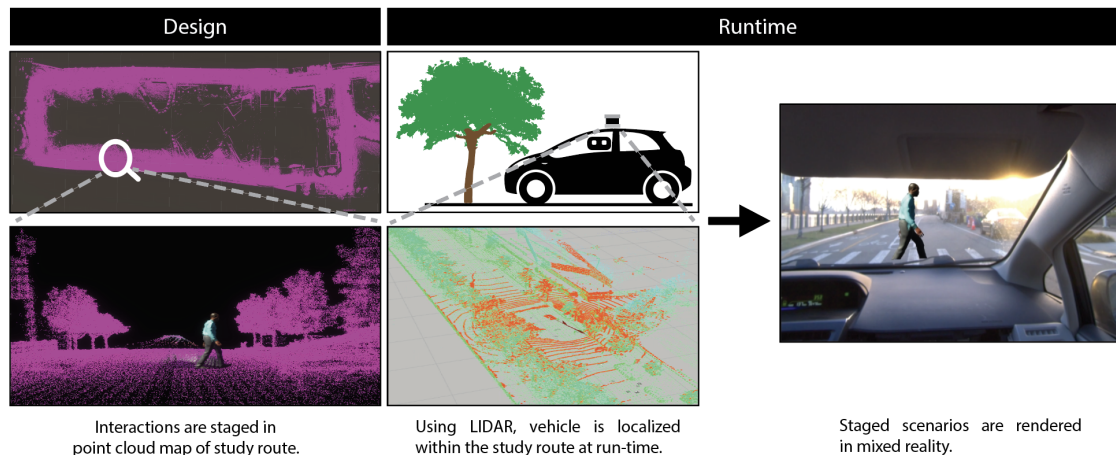 Design
Runtime
Interactions are staged in
point cloud map of study route.
Using LIDAR, vehicle is localized
within the study route at run-time.
Staged scenarios are rendered
in mixed reality.